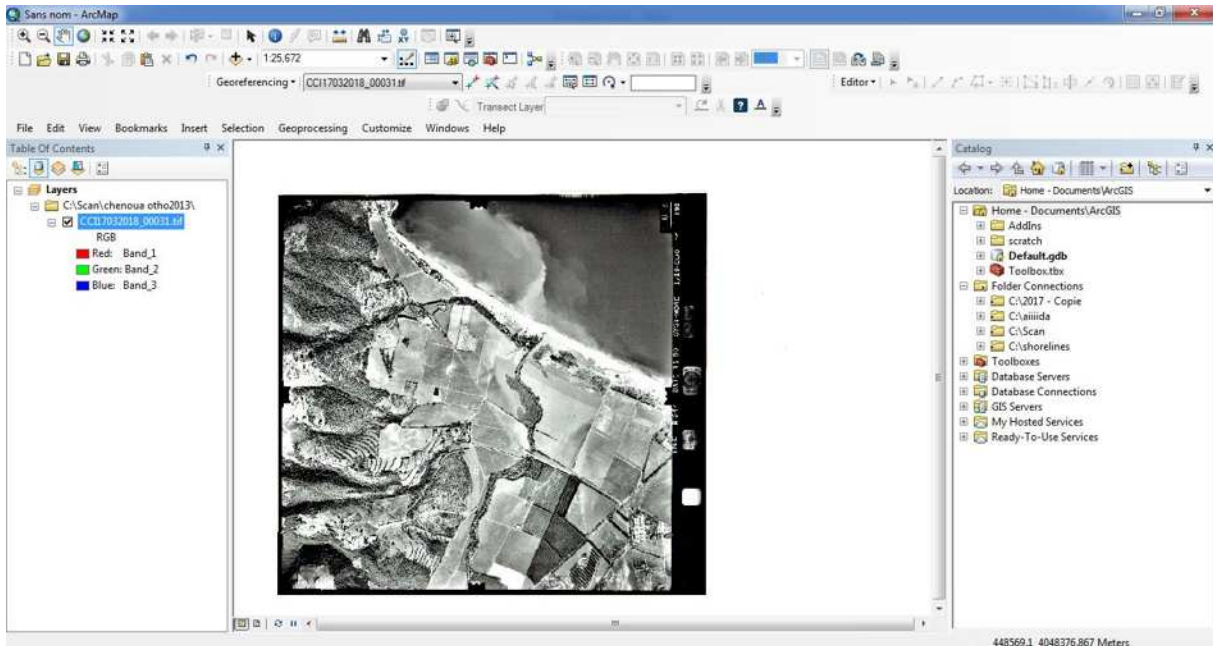 Sans nom - ArcMap
1:25,672
Georeferencing
CCI17032018_00031.tif
Editor
Transect Layer
File Edit View Bookmarks Insert Selection Geoprocessing Customize Windows Help
Table Of Contents
Layers
C:\Scan\chenoua otho2013\
CCI17032018_00031.tif
RGB
Red: Band_1
Green: Band_2
Blue: Band_3
Catalog
Location: Home - Documents\ArcGIS
Home - Documents\ArcGIS
AddIns
scratch
Default.gdb
Toolbox.tbx
Folder Connections
C:\2017 - Copie
C:\aiiiida
C:\Scan
C:\shorelines
Toolboxes
Database Servers
Database Connections
GIS Servers
My Hosted Services
Ready-To-Use Services
448569,1 4048376,867 Meters